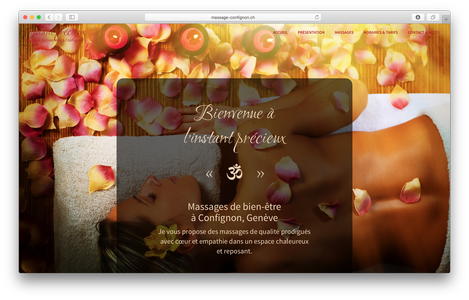 massage-confignon.ch
ACCUEIL PRÉSENTATION MASSAGES HORAIRES & TARIFS CONTACT
Bienvenue à
l'instant précieux
« ॐ »
Massages de bien-être
à Confignon, Genève
Je vous propose des massages de qualité prodigués
avec cœur et empathie dans un espace chaleureux
et reposant.